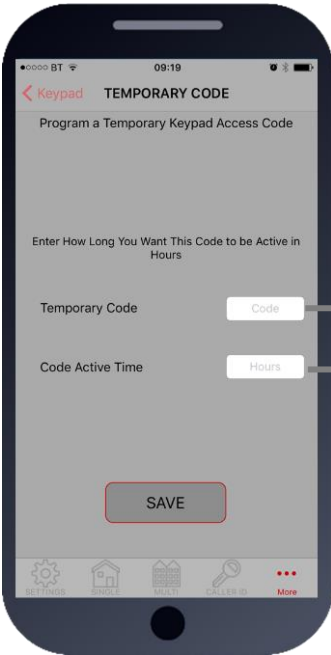 BT 09:19
Keypad TEMPORARY CODE
Program a Temporary Keypad Access Code
Enter How Long You Want This Code to be Active in
Hours
Temporary Code Code
Code Active Time Hours
SAVE
SETTINGS SINGLE MULTI CALLER ID More